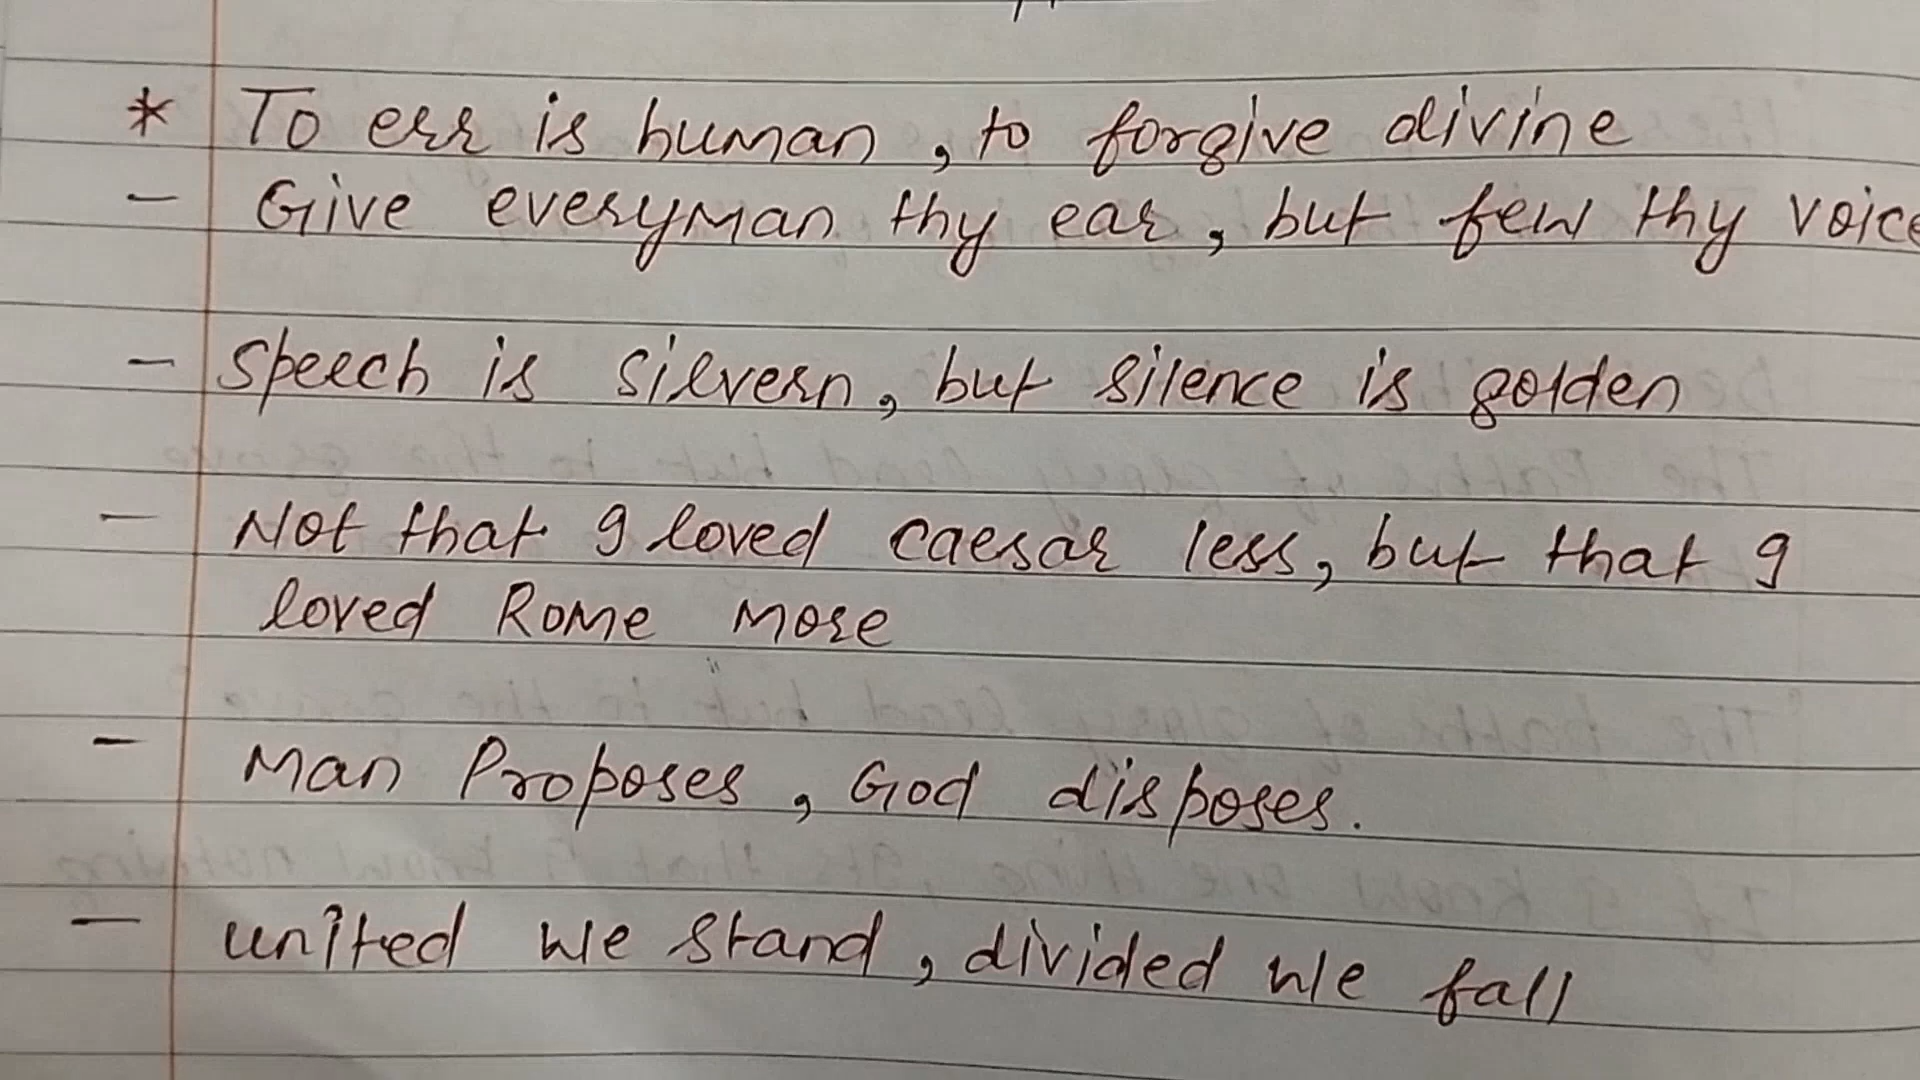 * To err is human, to forgive divine
- Give everyman thy ear, but few thy voice
- Speech is silvern, but silence is golden
- Not that I loved caesar less, but that I
loved Rome more
- Man Proposes, God disposes.
- united we stand, divided we fall